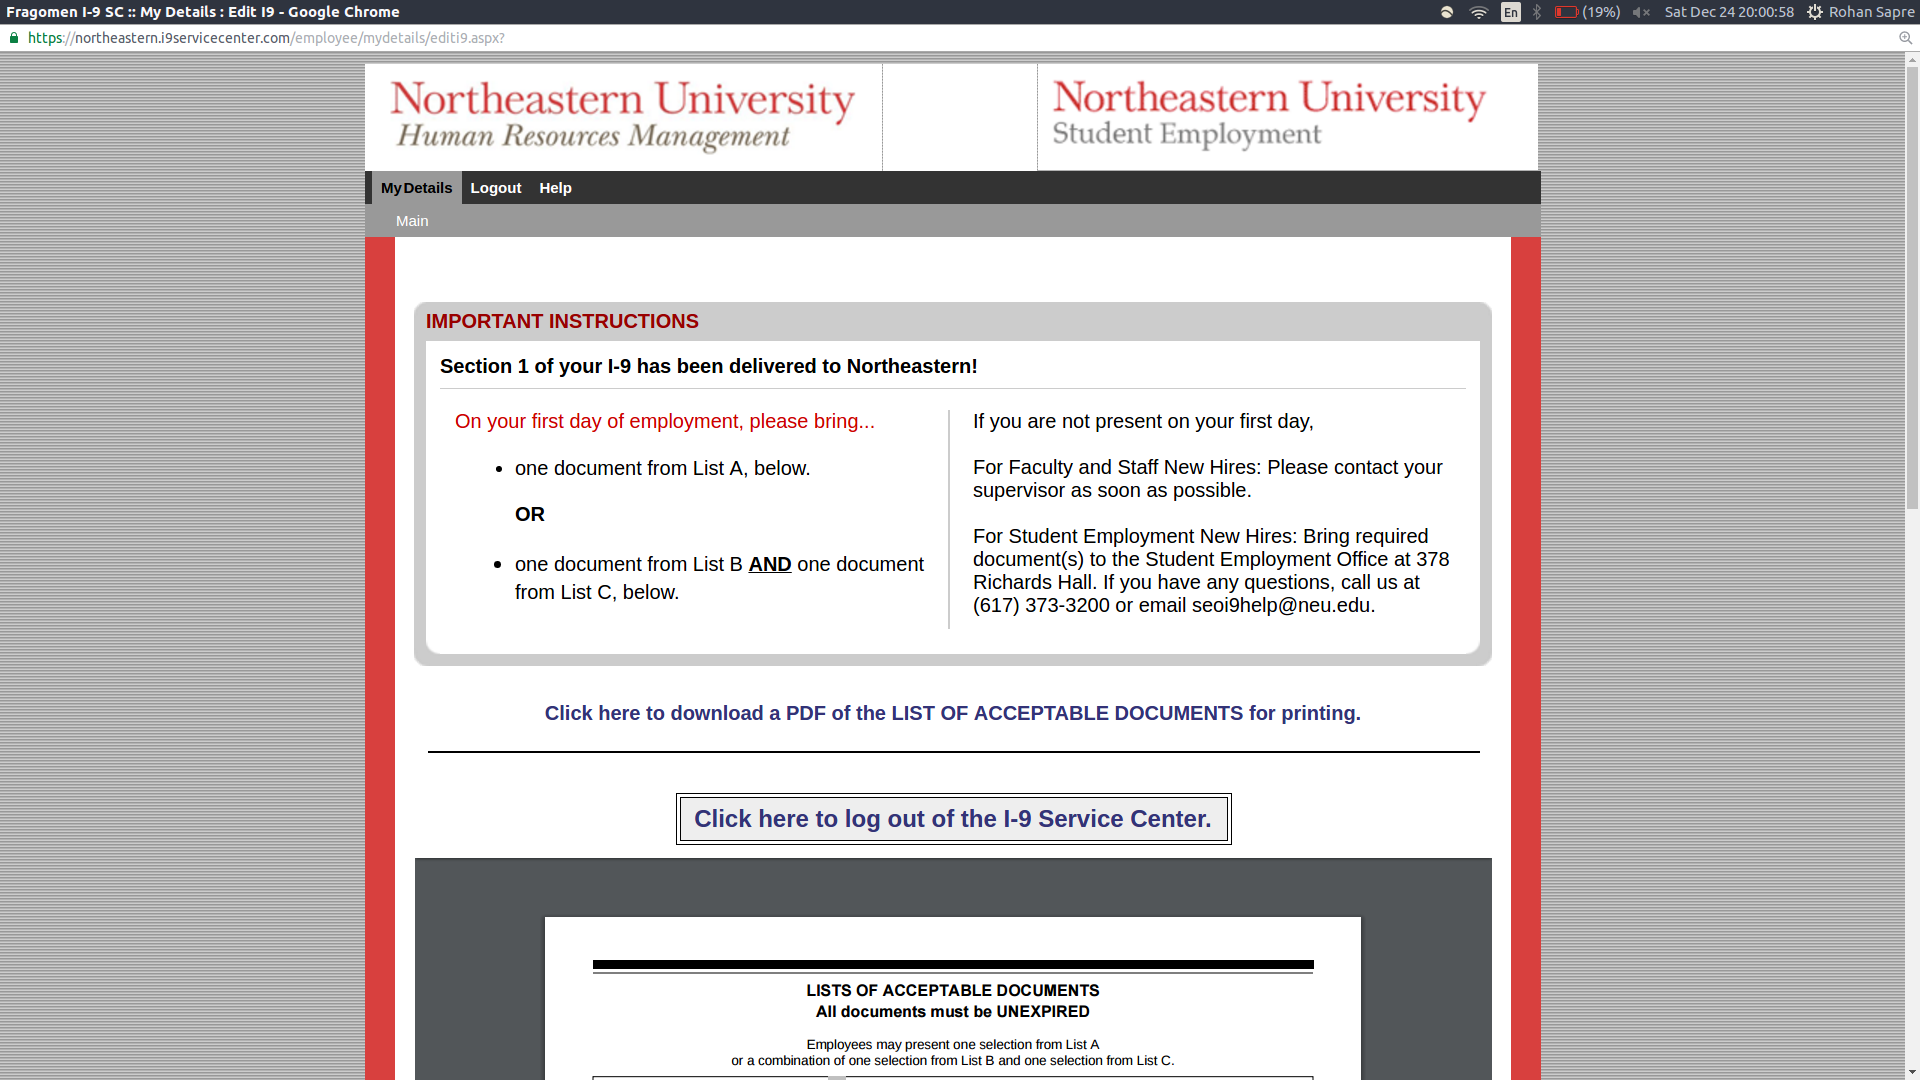 Fragomen I-9 SC :: My Details : Edit I9 - Google Chrome
En (19%) Sat Dec 24 20:00:58 Rohan Sapre
https://northeastern.i9servicecenter.com/employee/mydetails/editi9.aspx?
Northeastern University
Human Resources Management
Northeastern University
Student Employment
My Details Logout Help
Main
IMPORTANT INSTRUCTIONS
Section 1 of your I-9 has been delivered to Northeastern!
On your first day of employment, please bring...
• one document from List A, below.
OR
• one document from List B AND one document
from List C, below.
If you are not present on your first day,
For Faculty and Staff New Hires: Please contact your
supervisor as soon as possible.
For Student Employment New Hires: Bring required
document(s) to the Student Employment Office at 378
Richards Hall. If you have any questions, call us at
(617) 373-3200 or email seoi9help@neu.edu.
Click here to download a PDF of the LIST OF ACCEPTABLE DOCUMENTS for printing.
Click here to log out of the I-9 Service Center.
LISTS OF ACCEPTABLE DOCUMENTS
All documents must be UNEXPIRED
Employees may present one selection from List A
or a combination of one selection from List B and one selection from List C.